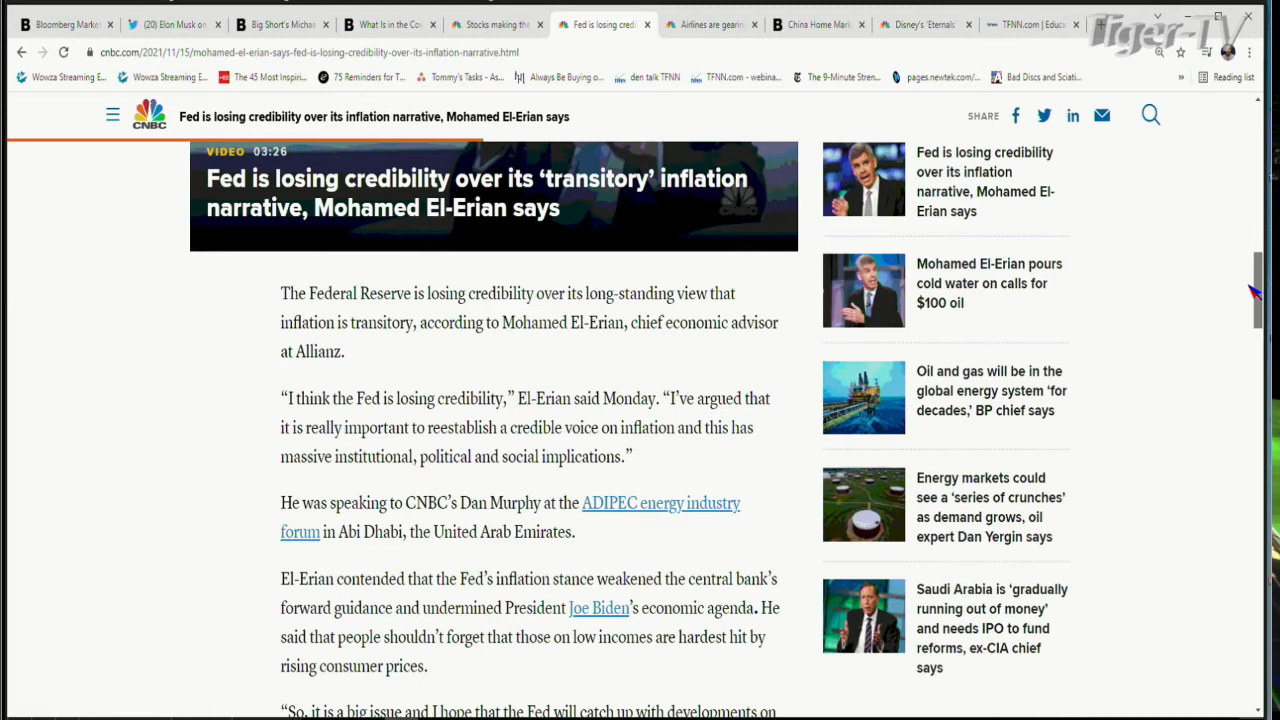 Bloomberg Market
(20) Elon Musk on
Big Short's Michae
What Is in the Cos
Stocks making the
Fed is losing credi
Airlines are gearin
China Home Mark
Disney's 'Eternals'
TFNN.com | Educa
Tiger-TV
cnbc.com/2021/11/15/mohamed-el-erian-says-fed-is-losing-credibility-over-its-inflation-narrative.html
Wowza Streaming E...
Wowza Streaming E...
The 45 Most Inspiri...
75 Reminders for T...
Tommy's Tasks - As...
Always Be Buying o...
den talk TFNN
TFNN.com - webina...
The 9-Minute Stren...
pages.newtek.com/...
Bad Discs and Sciati...
»
Reading list
CNBC
Fed is losing credibility over its inflation narrative, Mohamed El-Erian says
SHARE
VIDEO 03:26
Fed is losing credibility over its ‘transitory’ inflation
narrative, Mohamed El-Erian says
The Federal Reserve is losing credibility over its long-standing view that
inflation is transitory, according to Mohamed El-Erian, chief economic advisor
at Allianz.
“I think the Fed is losing credibility,” El-Erian said Monday. “I’ve argued that
it is really important to reestablish a credible voice on inflation and this has
massive institutional, political and social implications.”
He was speaking to CNBC’s Dan Murphy at the ADIPEC energy industry
forum in Abu Dhabi, the United Arab Emirates.
El-Erian contended that the Fed’s inflation stance weakened the central bank’s
forward guidance and undermined President Joe Biden’s economic agenda. He
said that people shouldn’t forget that those on low incomes are hardest hit by
rising consumer prices.
“So, it is a big issue and I hope that the Fed will catch up with developments on
Fed is losing credibility
over its inflation
narrative, Mohamed El-
Erian says
Mohamed El-Erian pours
cold water on calls for
$100 oil
Oil and gas will be in the
global energy system ‘for
decades,’ BP chief says
Energy markets could
see a ‘series of crunches’
as demand grows, oil
expert Dan Yergin says
Saudi Arabia is ‘gradually
running out of money’
and needs IPO to fund
reforms, ex-CIA chief
says